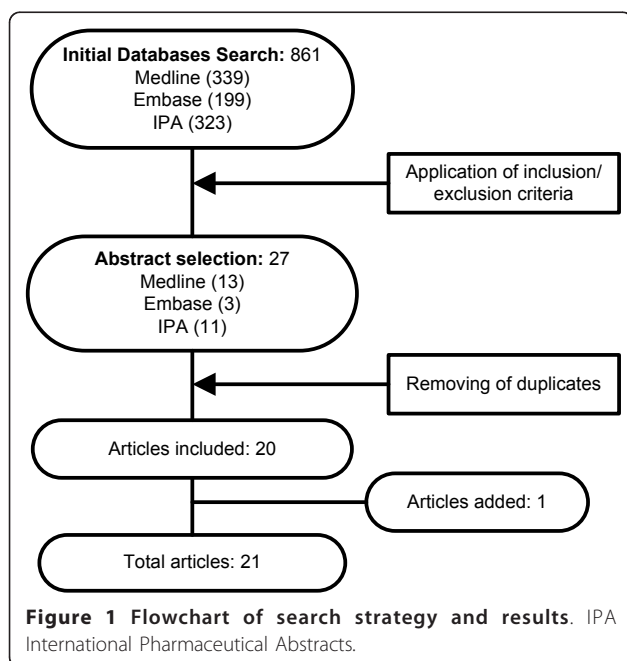 Initial Databases Search: 861
Medline (339)
Embase (199)
IPA (323)
Application of inclusion/
exclusion criteria
Abstract selection: 27
Medline (13)
Embase (3)
IPA (11)
Removing of duplicates
Articles included: 20
Articles added: 1
Total articles: 21
Figure 1 Flowchart of search strategy and results. IPA
International Pharmaceutical Abstracts.